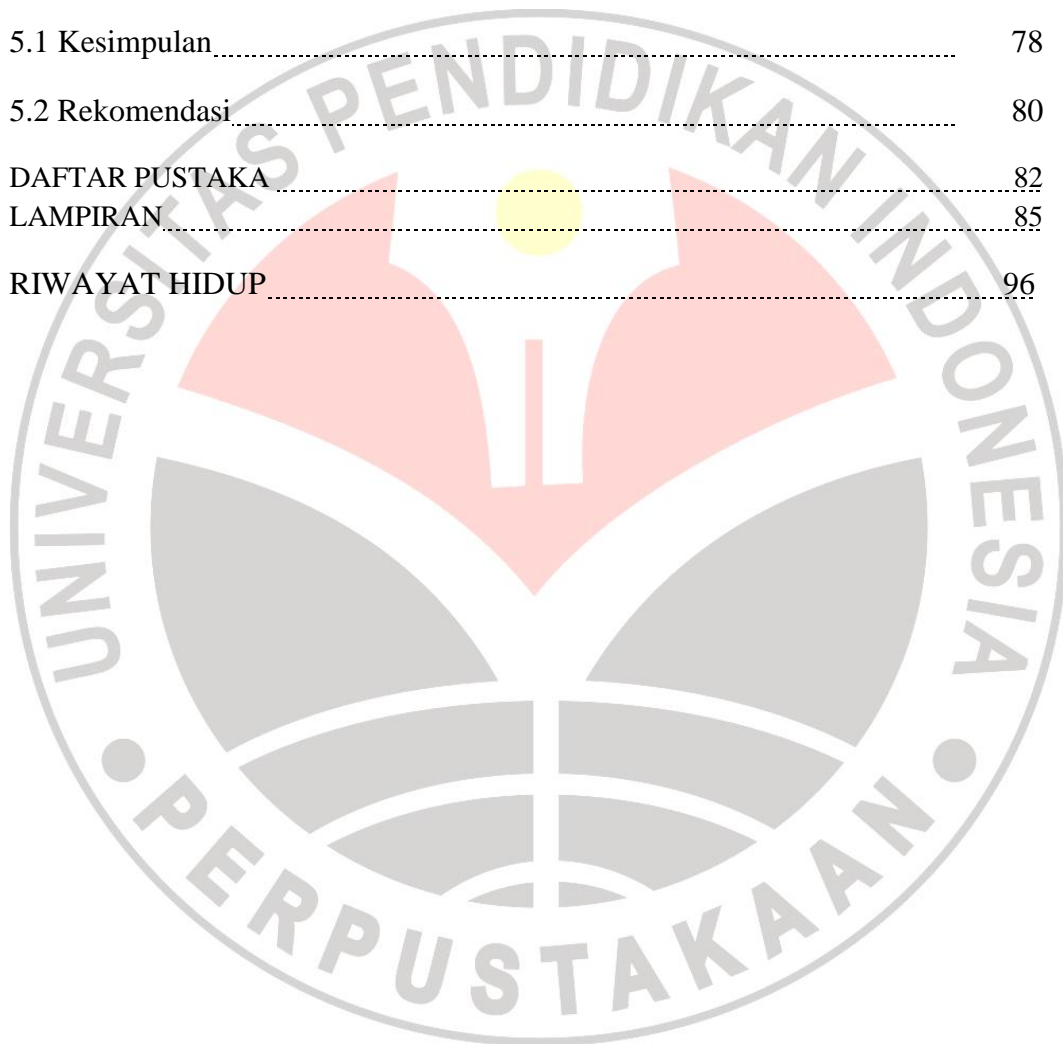 5.1 Kesimpulan 78
5.2 Rekomendasi 80
DAFTAR PUSTAKA 82
LAMPIRAN 85
RIWAYAT HIDUP 96
UNIVERSITAS PENDIDIKAN INDONESIA
PERPUSTAKAAN